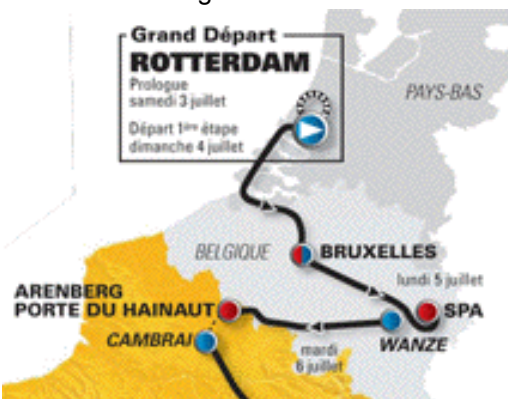 Grand Départ
ROTTERDAM
Prologue
samedi 3 juillet
Départ 1ère étape
dimanche 4 juillet
PAYS-BAS
BELGIQUE
BRUXELLES
lundi 5 juillet
ARENBERG
PORTE DU HAINAUT
SPA
CAMBRAI
WANZE
mardi
6 juillet